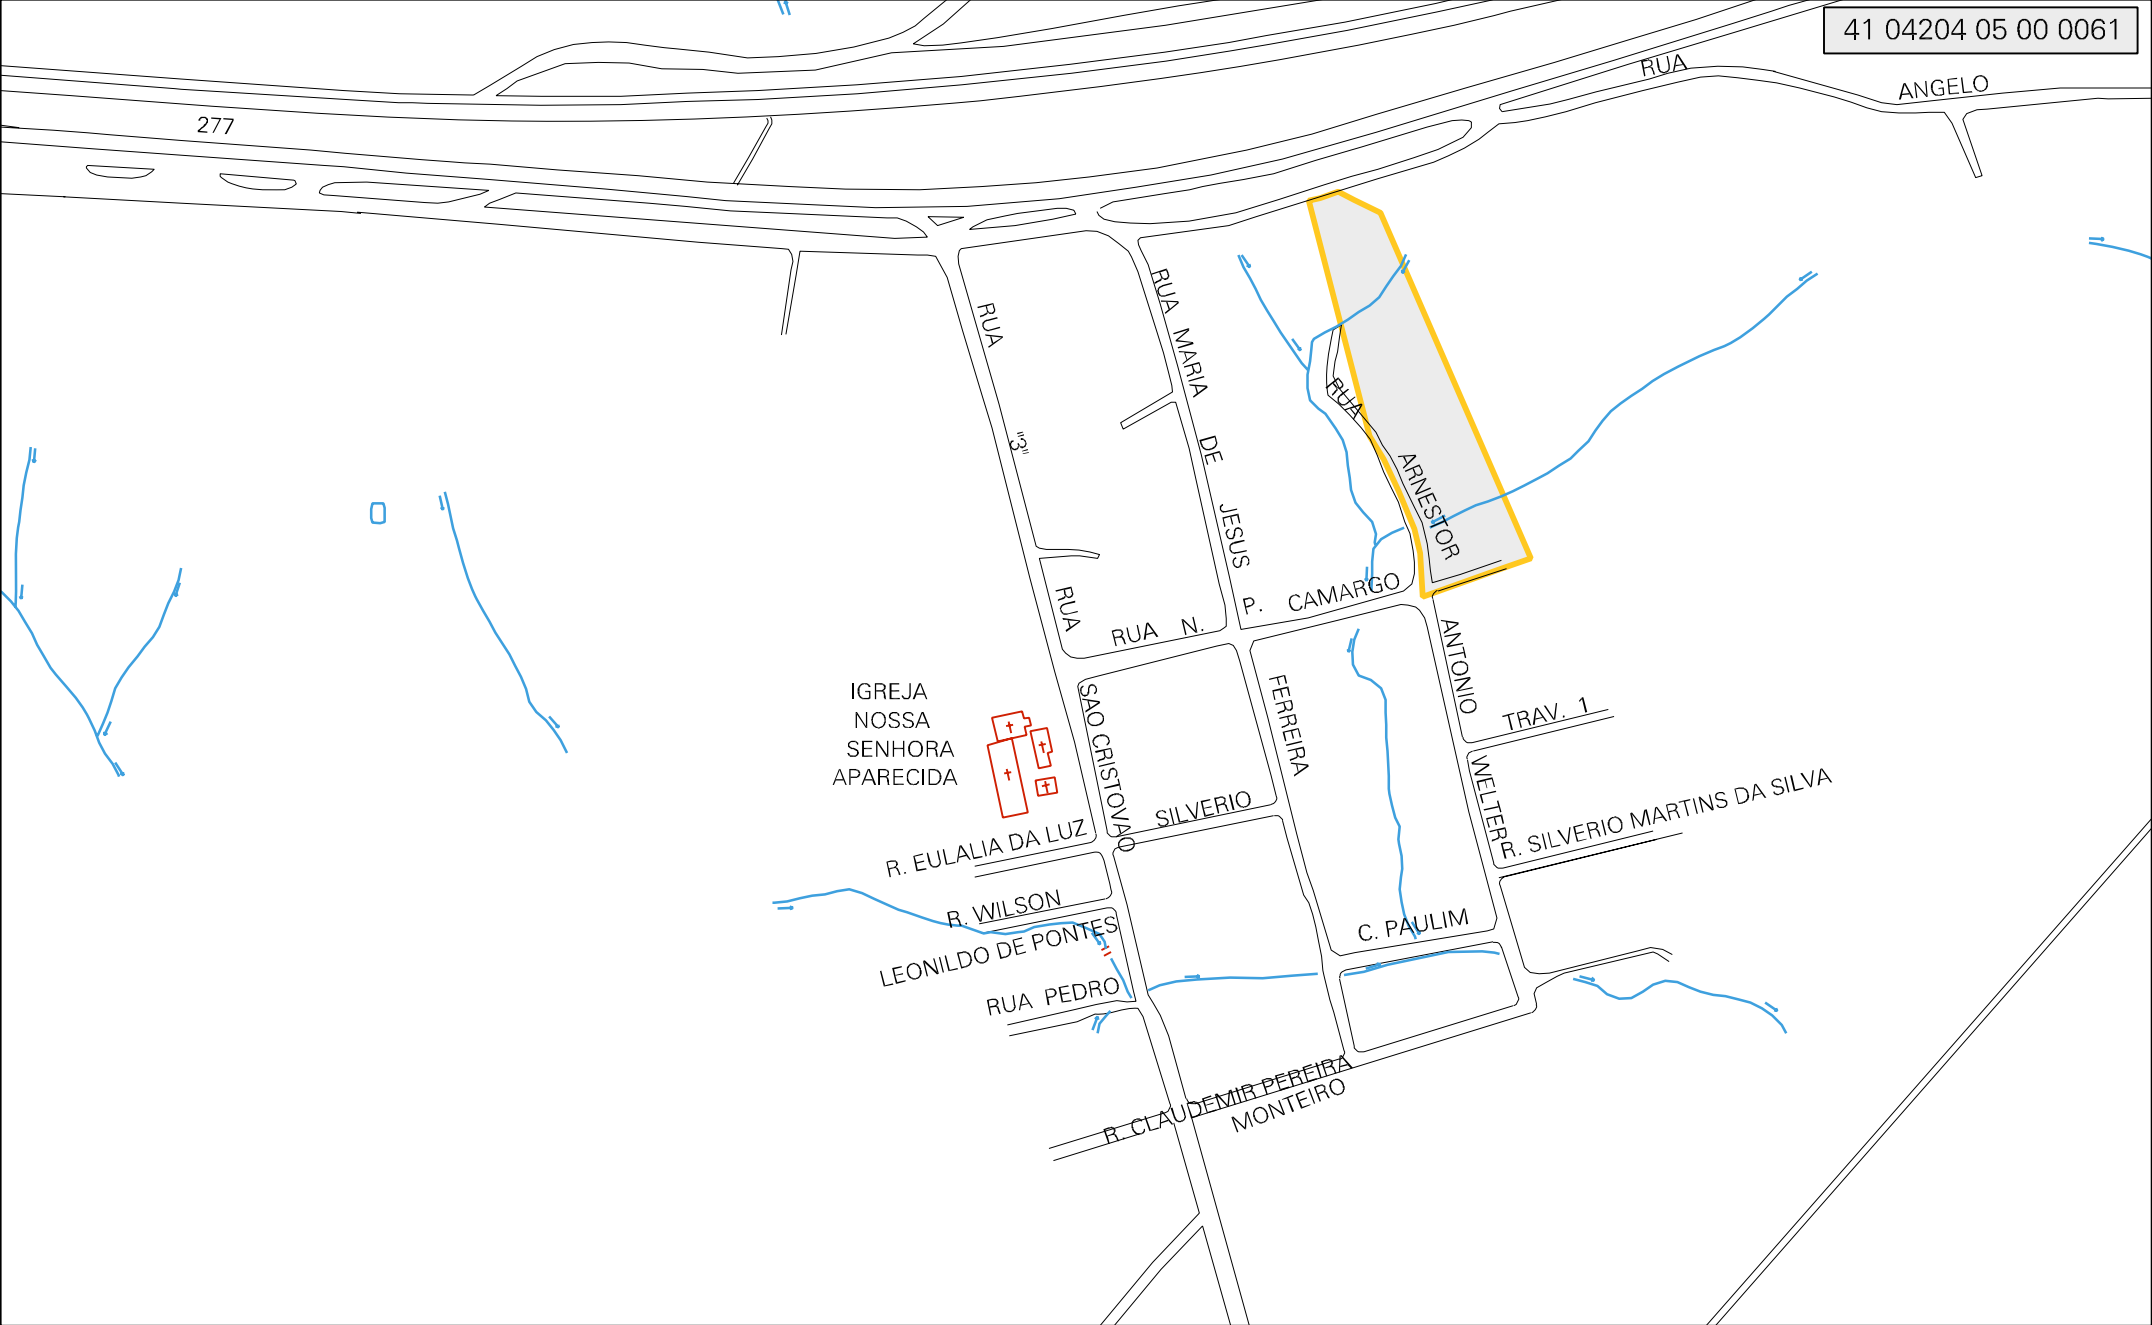 41 04204 05 00 0061
RUA ANGELO
277
RUA "3"
RUA MARIA DE JESUS FERREIRA
RUA ARNESTOR ANTONIO WELTER
RUA SAO CRISTOVAO
RUA N. P. CAMARGO
IGREJA
NOSSA
SENHORA
APARECIDA
TRAV. 1
SILVERIO
R. SILVERIO MARTINS DA SILVA
R. EULALIA DA LUZ
R. WILSON
LEONILDO DE PONTES
C. PAULIM
RUA PEDRO
R. CLAUDEMIR PEREIRA
MONTEIRO